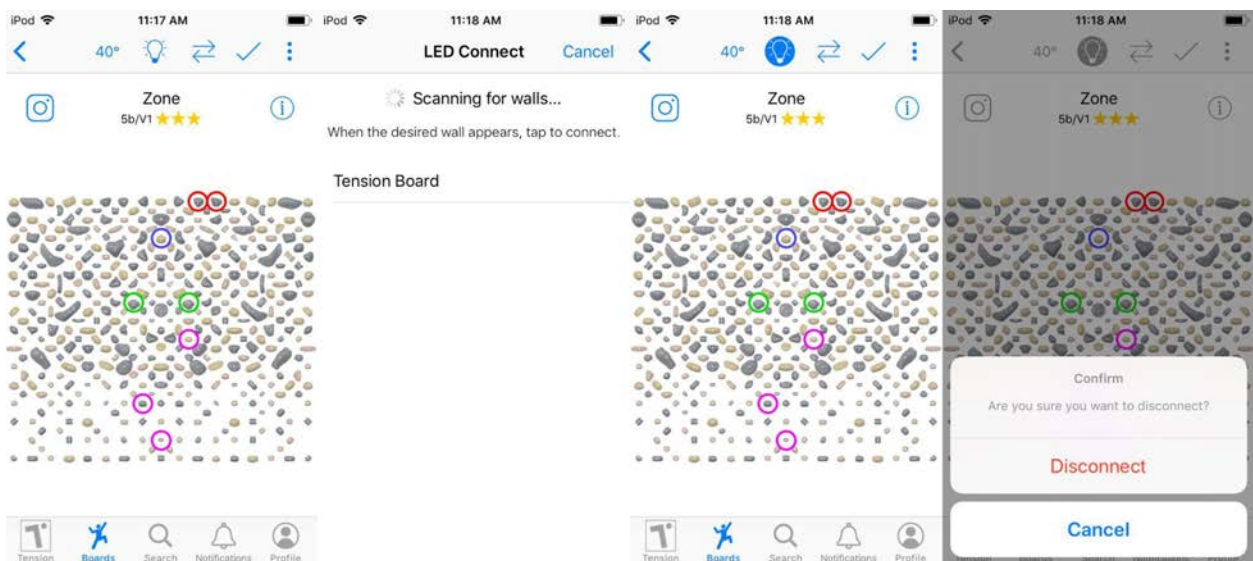 iPod
11:17 AM
40°
Zone
5b/V1
Tension
Boards
Search
Notifications
Profile
iPod
11:18 AM
LED Connect
Cancel
Scanning for walls...
When the desired wall appears, tap to connect.
Tension Board
iPod
11:18 AM
40°
Zone
5b/V1
Tension
Boards
Search
Notifications
Profile
iPod
11:18 AM
40°
Zone
5b/V1
Confirm
Are you sure you want to disconnect?
Disconnect
Cancel